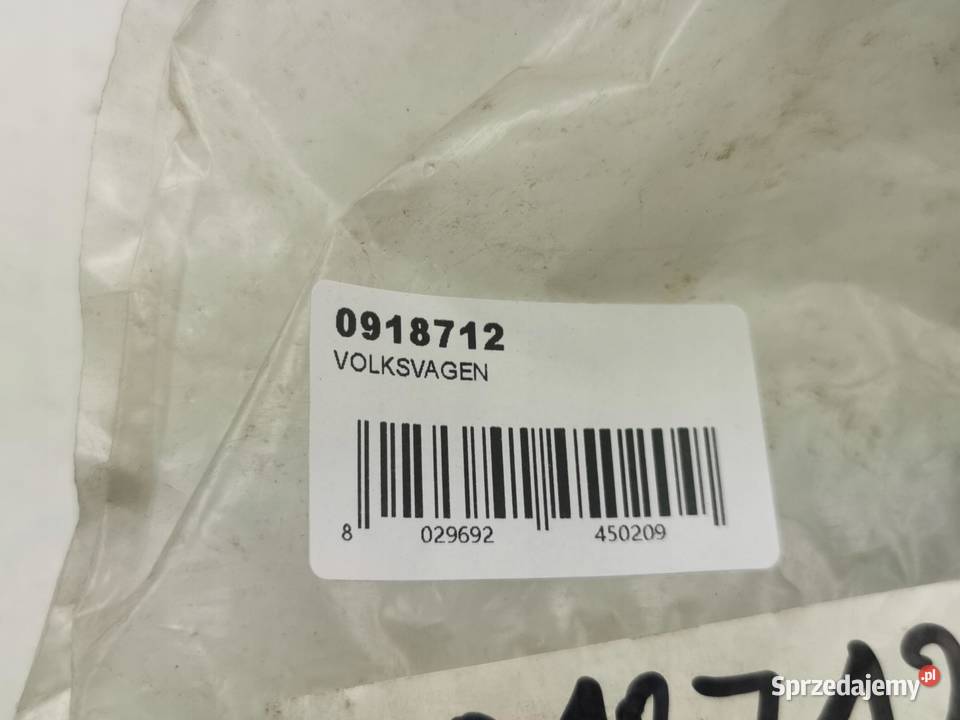 0918712
VOLKSVAGEN
8 029692 450209
Sprzedajemy.pl